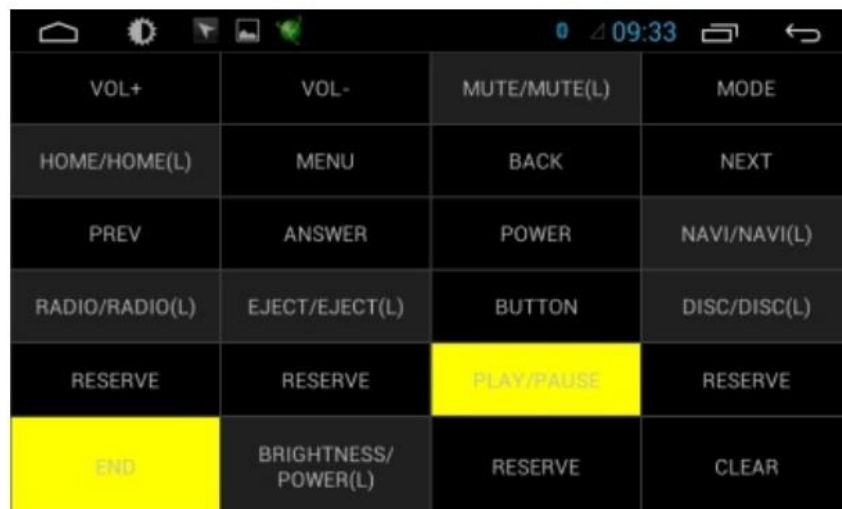 0 09:33
VOL+ VOL- MUTE/MUTE(L) MODE
HOME/HOME(L) MENU BACK NEXT
PREV ANSWER POWER NAVI/NAVI(L)
RADIO/RADIO(L) EJECT/EJECT(L) BUTTON DISC/DISC(L)
RESERVE RESERVE PLAY/PAUSE RESERVE
END BRIGHTNESS/
POWER(L) RESERVE CLEAR